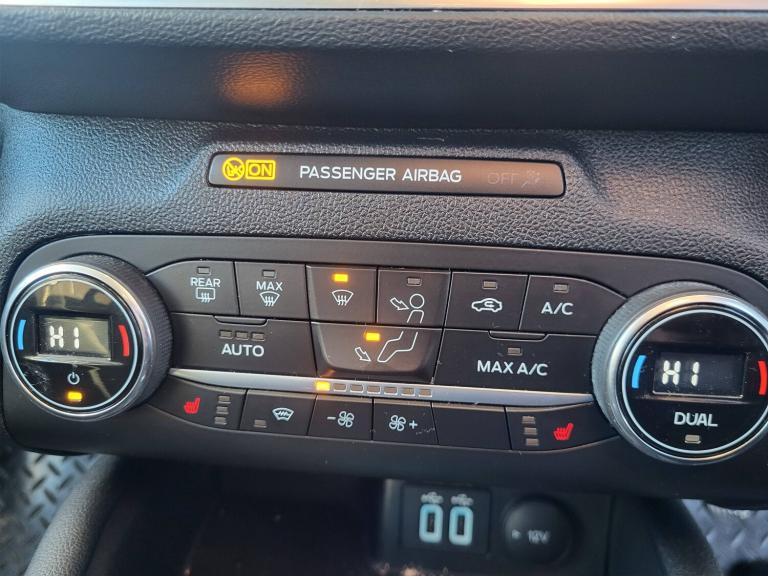 ON PASSENGER AIRBAG OFF
REAR
MAX
A/C
HI
AUTO
MAX A/C
HI
DUAL
- +
12V